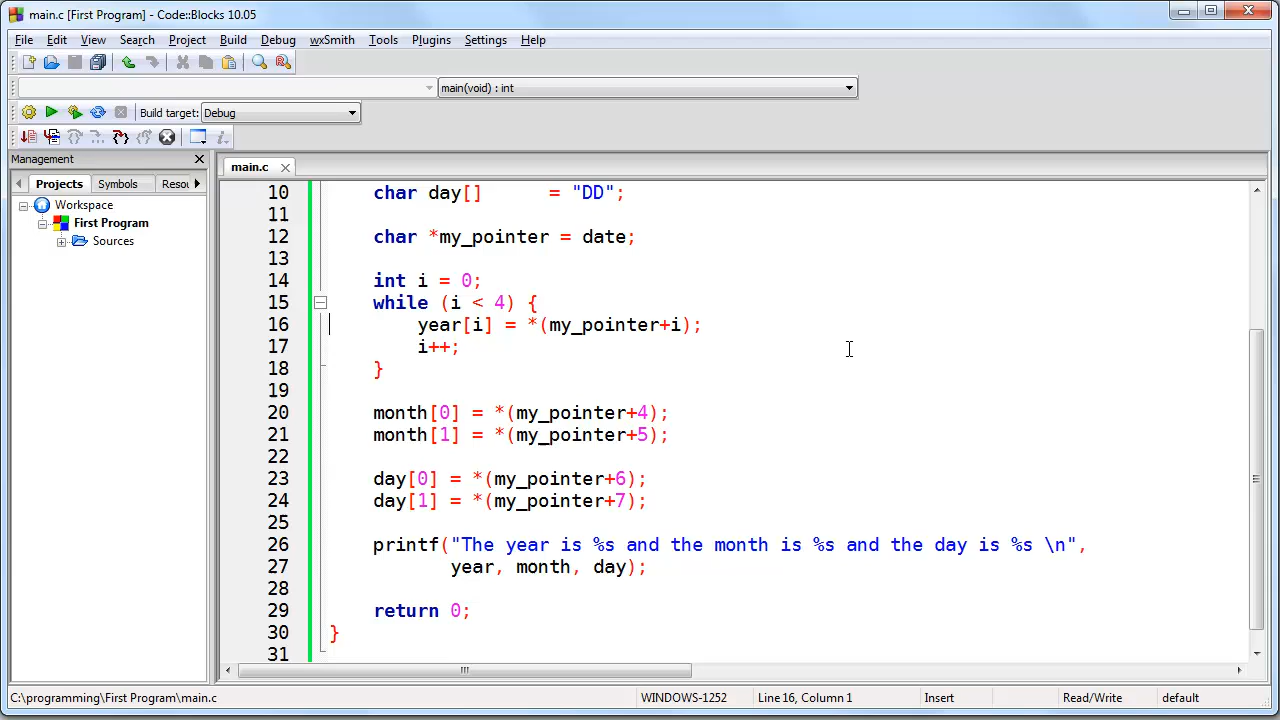 main.c [First Program] - Code::Blocks 10.05
File Edit View Search Project Build Debug wxSmith Tools Plugins Settings Help
main(void) : int
Build target: Debug
Management
main.c
Projects Symbols Resou
Workspace
First Program
Sources
10 char day[] = "DD";
11
12 char *my_pointer = date;
13
14 int i = 0;
15 while (i < 4) {
16 year[i] = *(my_pointer+i);
17 i++;
18 }
19
20 month[0] = *(my_pointer+4);
21 month[1] = *(my_pointer+5);
22
23 day[0] = *(my_pointer+6);
24 day[1] = *(my_pointer+7);
25
26 printf("The year is %s and the month is %s and the day is %s \n",
27 year, month, day);
28
29 return 0;
30 }
31
C:\programming\First Program\main.c WINDOWS-1252 Line 16, Column 1 Insert Read/Write default